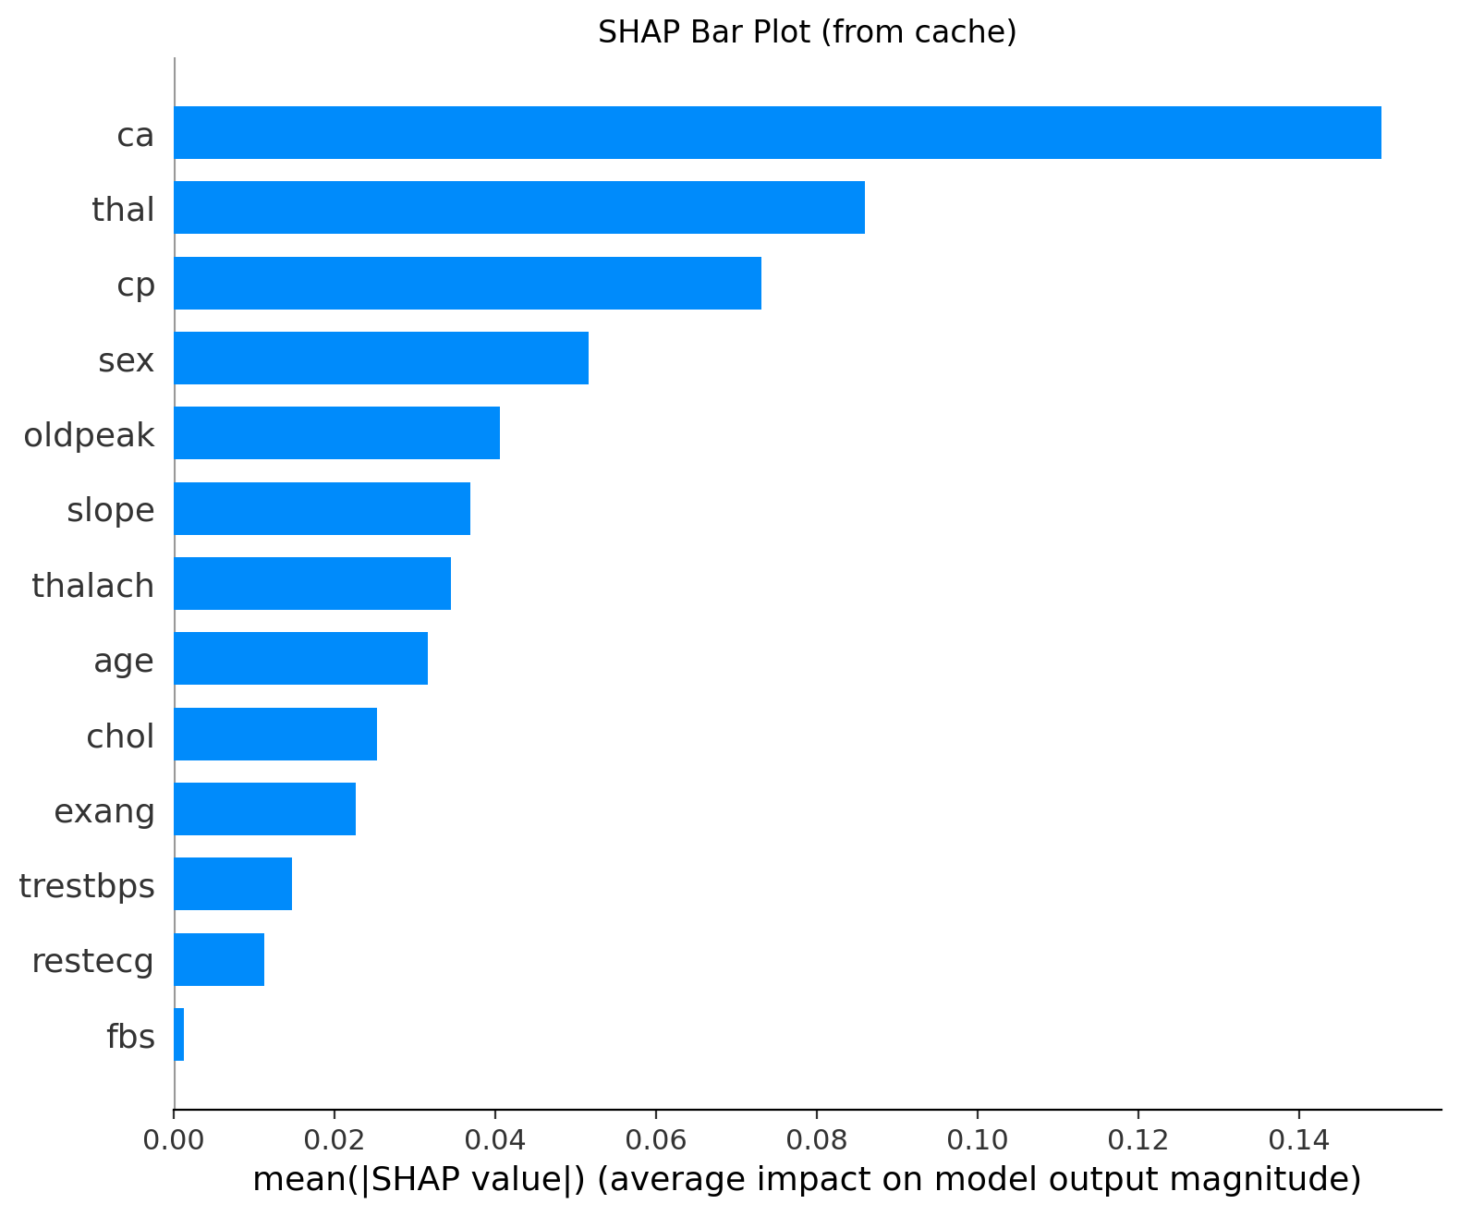 SHAP Bar Plot (from cache)
ca
thal
cp
sex
oldpeak
slope
thalach
age
chol
exang
trestbps
restecg
fbs
0.00 0.02 0.04 0.06 0.08 0.10 0.12 0.14
mean(|SHAP value|) (average impact on model output magnitude)